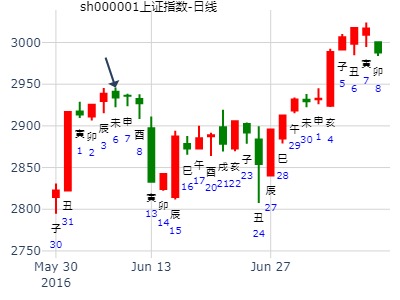 sh000001上证指数-日线
3000
2950
2900
2850
2800
2750
子
30
丑
31
寅
1
卯
2
辰
3
未
6
申
7
酉
8
寅
13
卯
14
辰
15
巳
16
午
17
酉
20
戌
21
亥
22
子
23
丑
24
辰
27
巳
28
午
29
未
30
申
1
亥
4
子
5
丑
6
寅
7
卯
8
May 30
2016
Jun 13
Jun 27